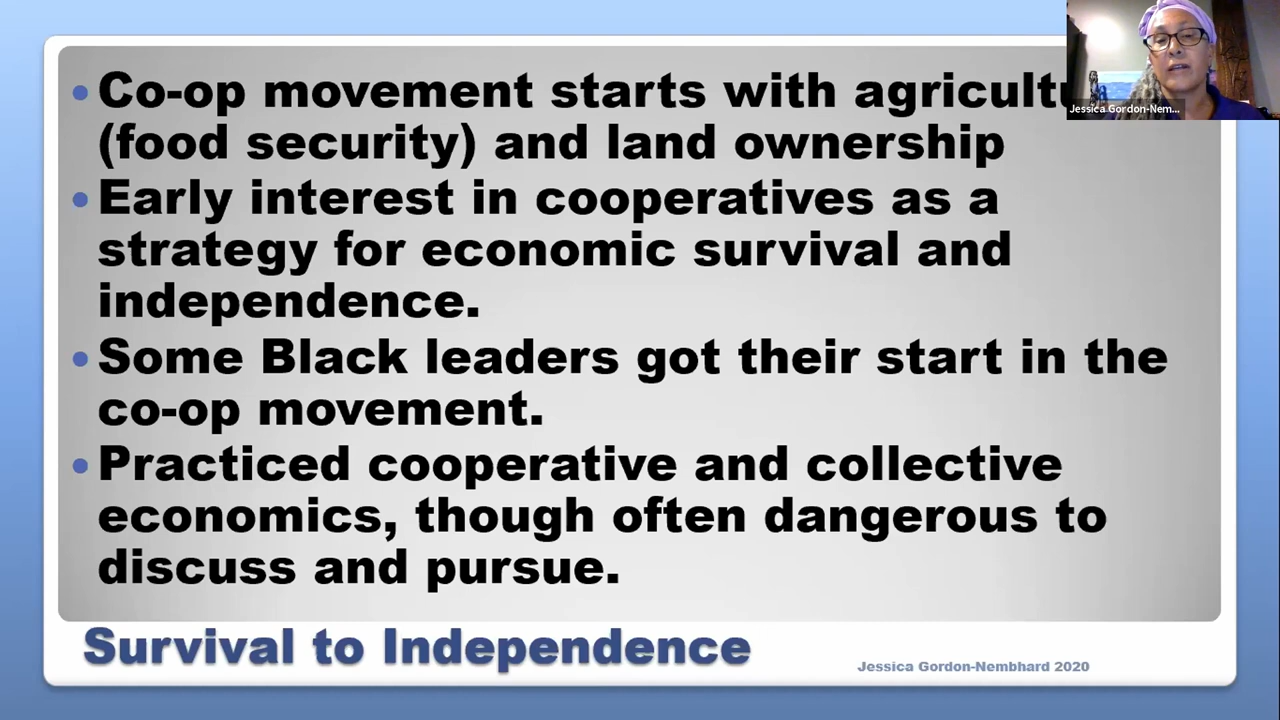 • Co-op movement starts with
(food security) and land ownership
• Early interest in cooperatives as a
strategy for economic survival and
independence.
• Some Black leaders got their start in the
co-op movement.
• Practiced cooperative and collective
economics, though often dangerous to
discuss and pursue.
Survival to Independence
Jessica Gordon-Nembhard 2020
Jessica Gordon-Nem...